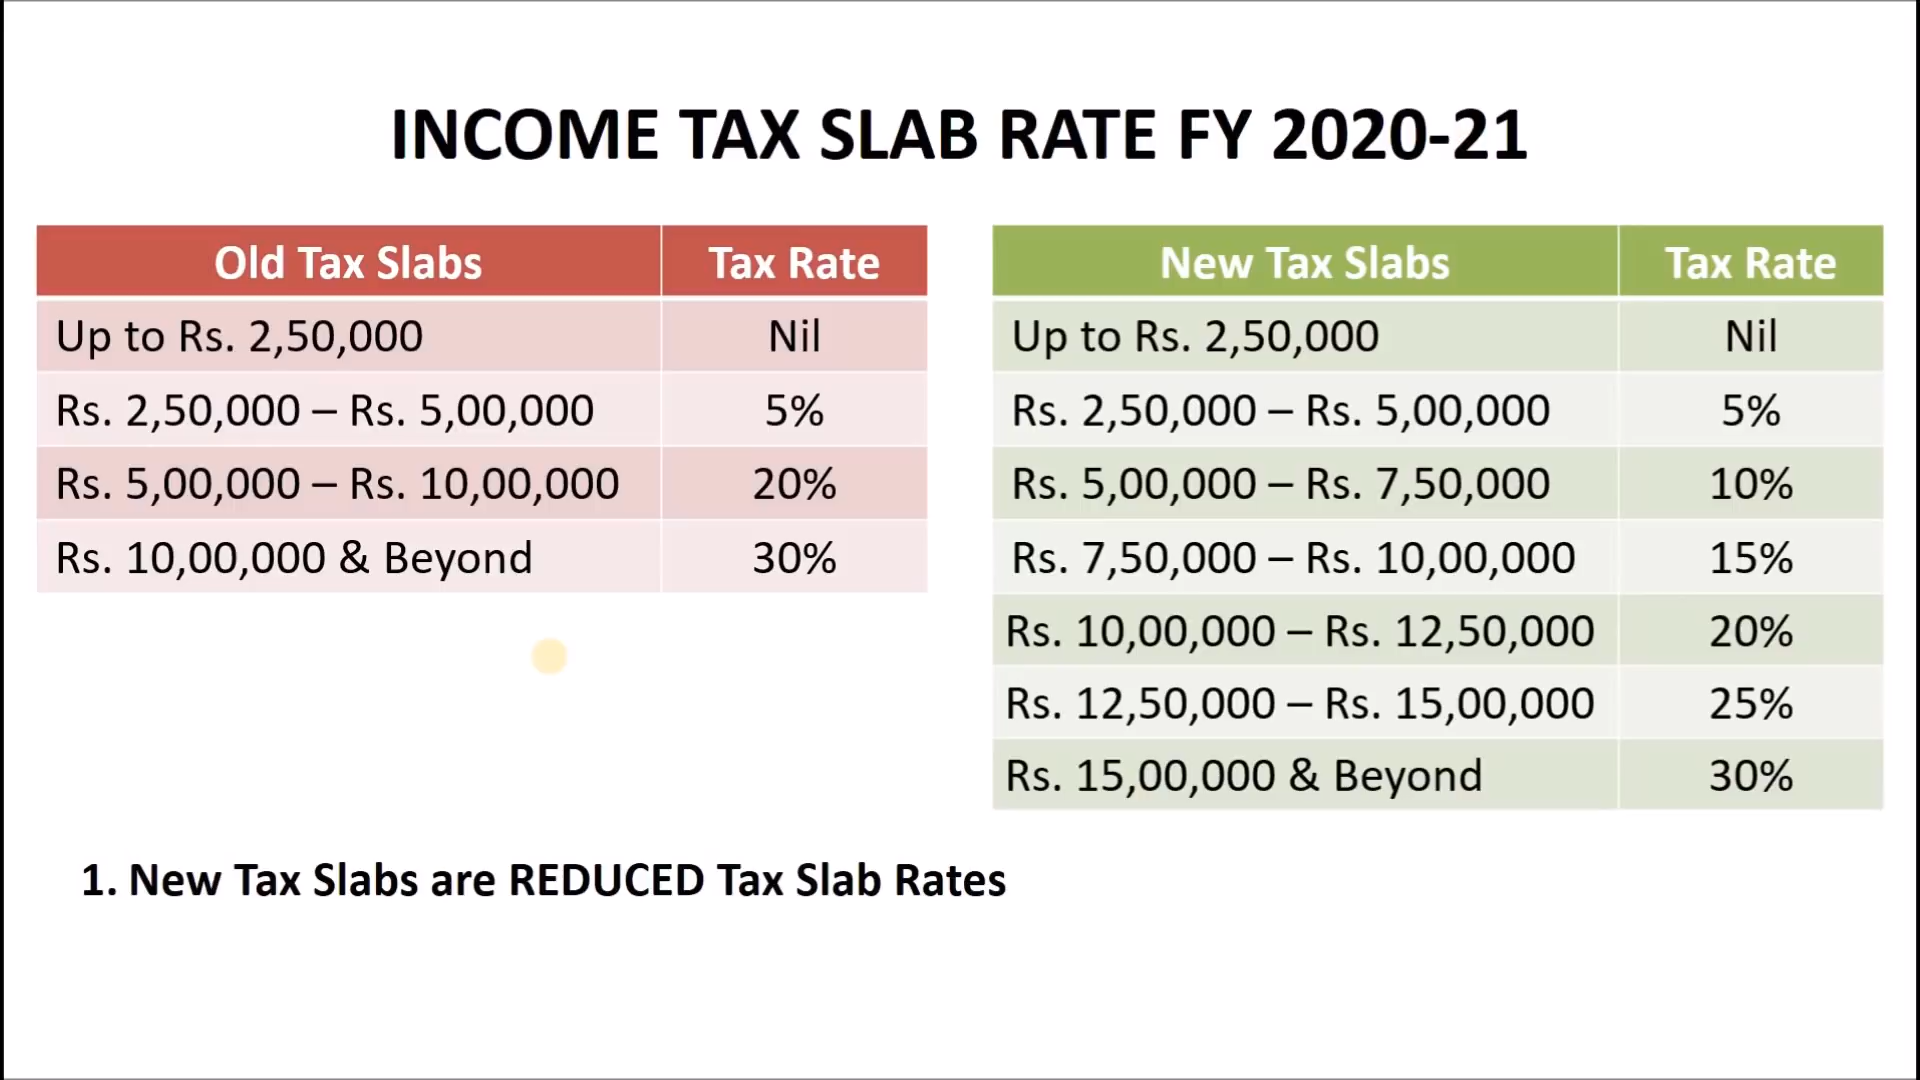 INCOME TAX SLAB RATE FY 2020-21
Old Tax Slabs Tax Rate
Up to Rs. 2,50,000 Nil
Rs. 2,50,000 – Rs. 5,00,000 5%
Rs. 5,00,000 – Rs. 10,00,000 20%
Rs. 10,00,000 & Beyond 30%
New Tax Slabs Tax Rate
Up to Rs. 2,50,000 Nil
Rs. 2,50,000 – Rs. 5,00,000 5%
Rs. 5,00,000 – Rs. 7,50,000 10%
Rs. 7,50,000 – Rs. 10,00,000 15%
Rs. 10,00,000 – Rs. 12,50,000 20%
Rs. 12,50,000 – Rs. 15,00,000 25%
Rs. 15,00,000 & Beyond 30%
1. New Tax Slabs are REDUCED Tax Slab Rates